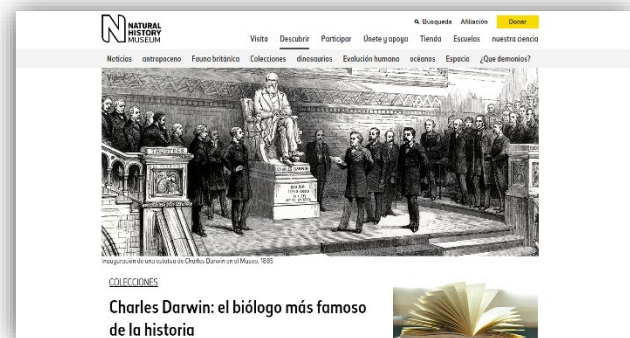 NATURAL
HISTORY
MUSEUM
Búsqueda Afiliación Donar
Visita Descubrir Participar Únete y apoya Tienda Escuelas nuestra ciencia
Noticias antropoceno Fauna británica Colecciones dinosaurios Evolución humana océanos Espacio ¿Que demonios?
TRUSTEES
CHARLES DARWIN
Inauguración de una estatua de Charles Darwin en el Museo, 1885
COLECCIONES
Charles Darwin: el biólogo más famoso
de la historia